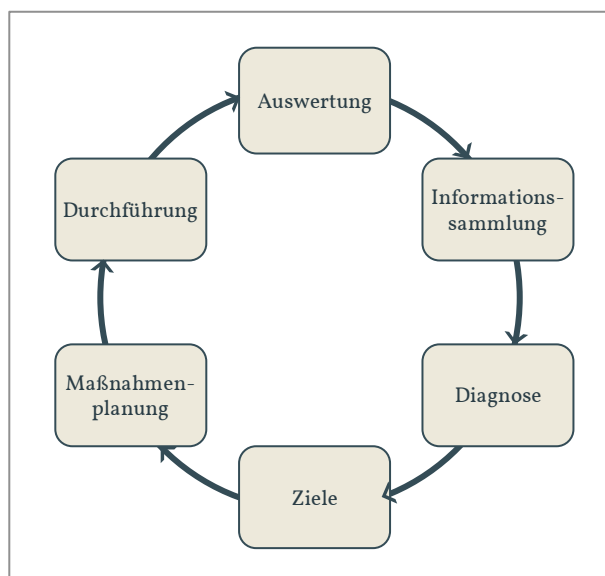 Auswertung
Informations-
sammlung
Diagnose
Ziele
Maßnahmen-
planung
Durchführung